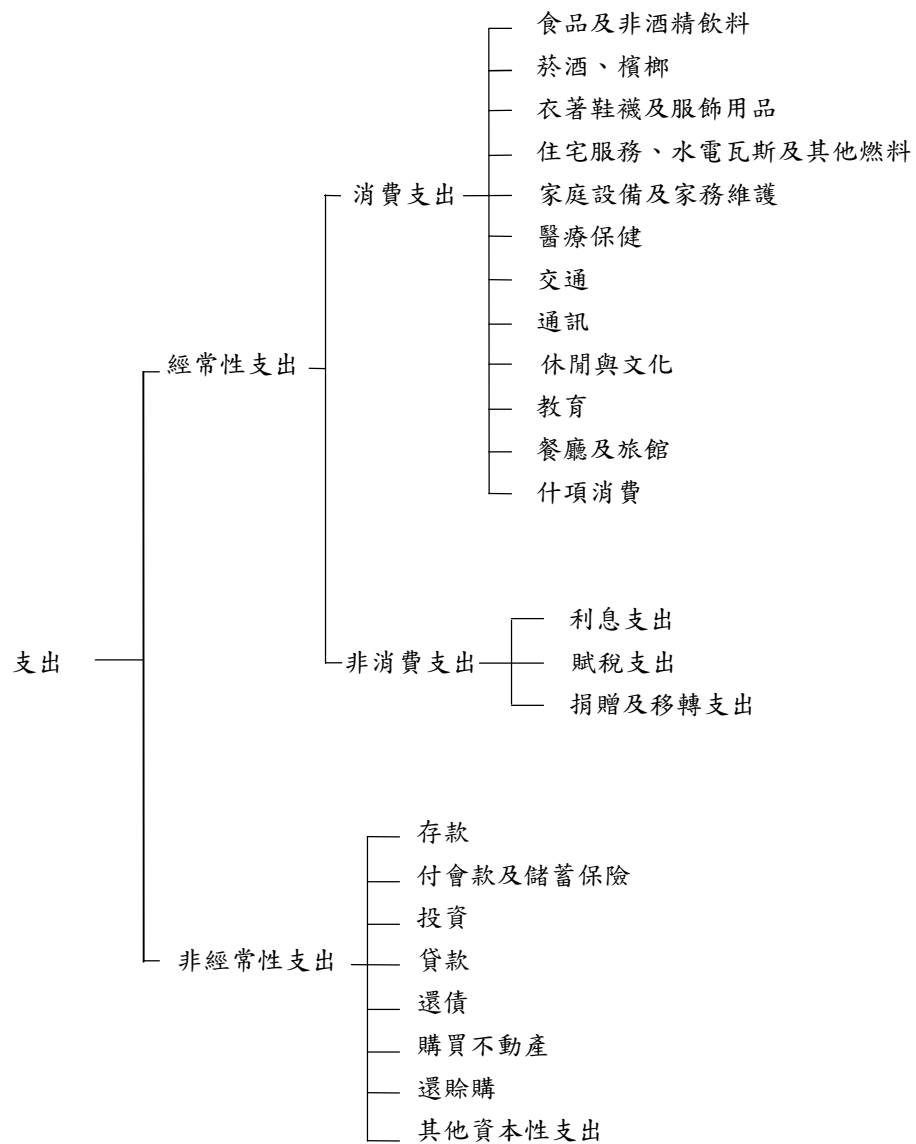 食品及非酒精飲料
菸酒、檳榔
衣著鞋襪及服飾用品
住宅服務、水電瓦斯及其他燃料
消費支出
家庭設備及家務維護
醫療保健
交通
通訊
經常性支出
休閒與文化
教育
餐廳及旅館
什項消費
利息支出
支出
非消費支出
賦稅支出
捐贈及移轉支出
存款
付會款及儲蓄保險
投資
非經常性支出
貸款
還債
購買不動產
還賒購
其他資本性支出